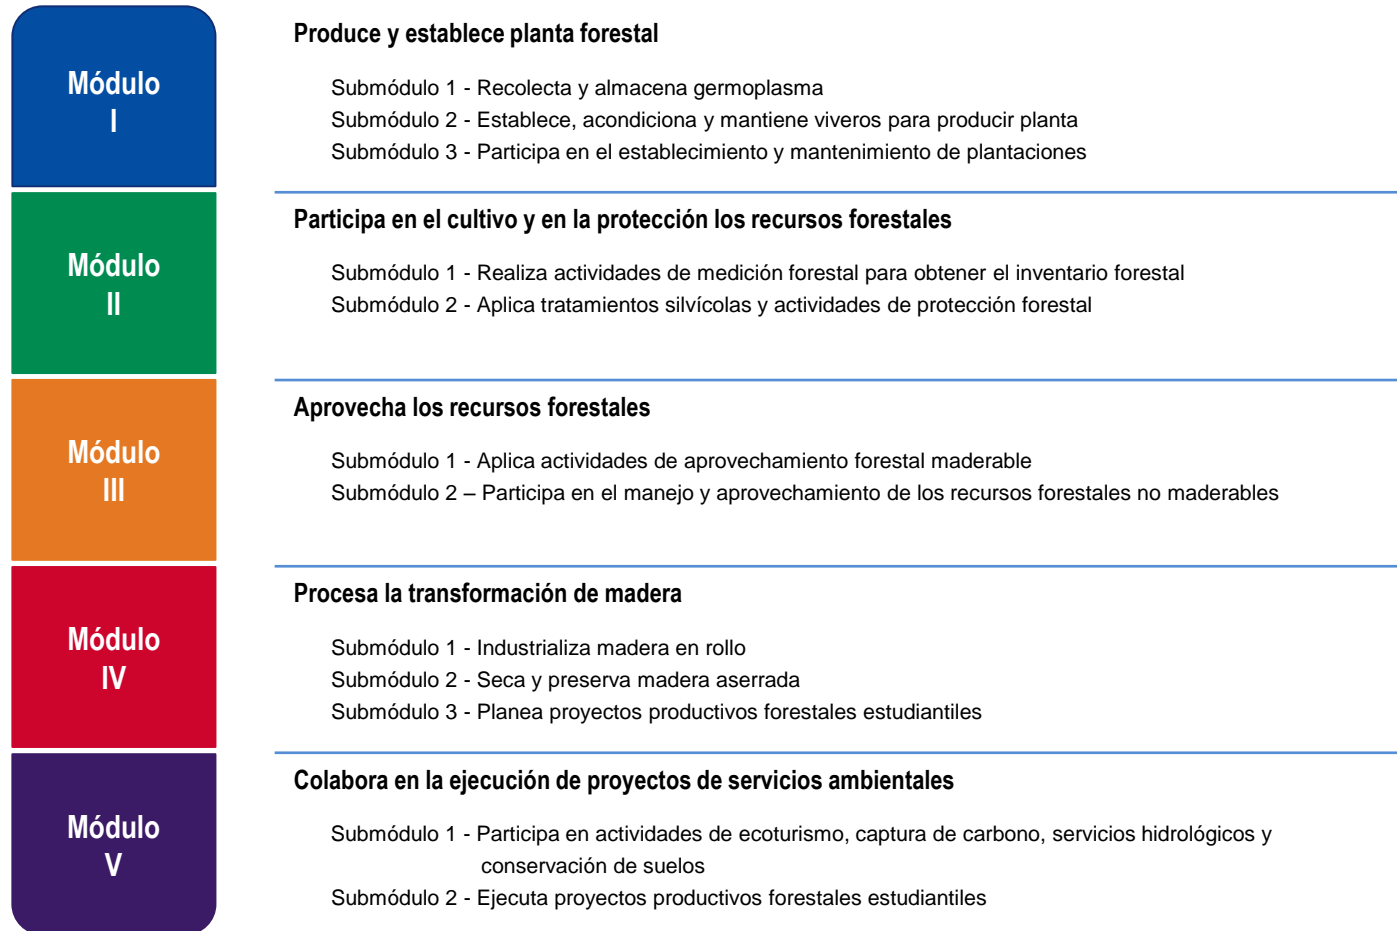 Módulo
I
Produce y establece planta forestal
Submódulo 1 - Recolecta y almacena germoplasma
Submódulo 2 - Establece, acondiciona y mantiene viveros para producir planta
Submódulo 3 - Participa en el establecimiento y mantenimiento de plantaciones
Módulo
II
Participa en el cultivo y en la protección los recursos forestales
Submódulo 1 - Realiza actividades de medición forestal para obtener el inventario forestal
Submódulo 2 - Aplica tratamientos silvícolas y actividades de protección forestal
Módulo
III
Aprovecha los recursos forestales
Submódulo 1 - Aplica actividades de aprovechamiento forestal maderable
Submódulo 2 – Participa en el manejo y aprovechamiento de los recursos forestales no maderables
Módulo
IV
Procesa la transformación de madera
Submódulo 1 - Industrializa madera en rollo
Submódulo 2 - Seca y preserva madera aserrada
Submódulo 3 - Planea proyectos productivos forestales estudiantiles
Módulo
V
Colabora en la ejecución de proyectos de servicios ambientales
Submódulo 1 - Participa en actividades de ecoturismo, captura de carbono, servicios hidrológicos y
conservación de suelos
Submódulo 2 - Ejecuta proyectos productivos forestales estudiantiles